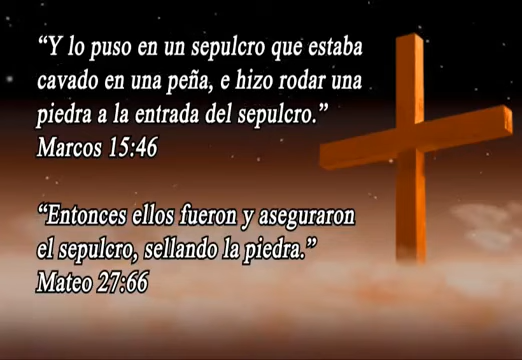 “Y lo puso en un sepulcro que estaba
cavado en una peña, e hizo rodar una
piedra a la entrada del sepulcro.”
Marcos 15:46
“Entonces ellos fueron y aseguraron
el sepulcro, sellando la piedra.”
Mateo 27:66